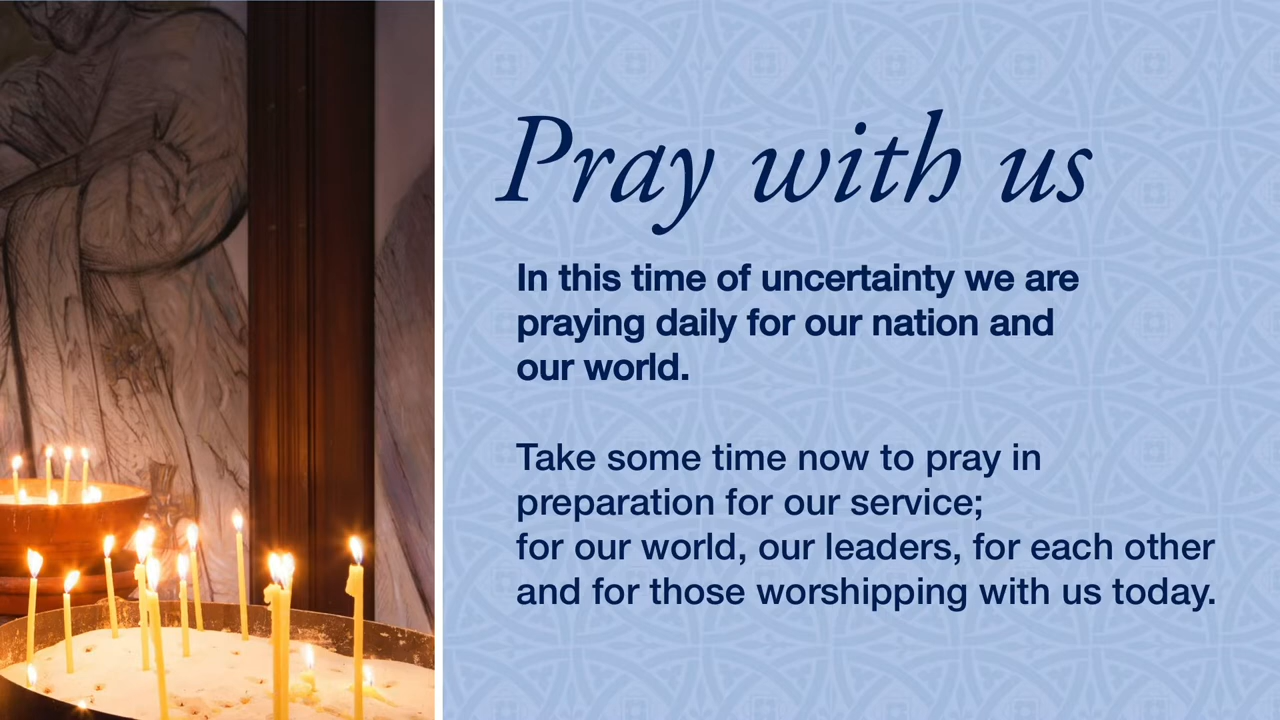 Pray with us
In this time of uncertainty we are
praying daily for our nation and
our world.
Take some time now to pray in
preparation for our service;
for our world, our leaders, for each other
and for those worshipping with us today.